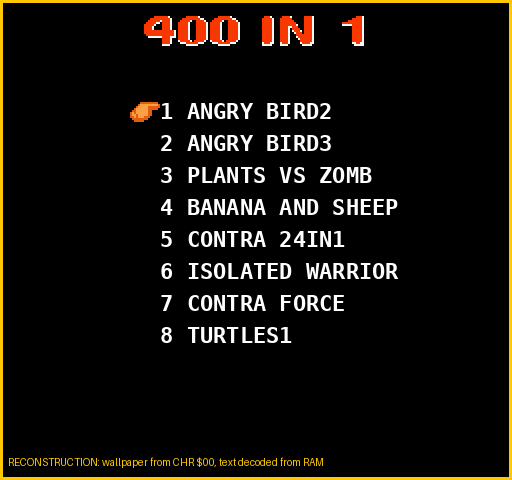 400 IN 1
1 ANGRY BIRD2
2 ANGRY BIRD3
3 PLANTS VS ZOMB
4 BANANA AND SHEEP
5 CONTRA 24IN1
6 ISOLATED WARRIOR
7 CONTRA FORCE
8 TURTLES1
RECONSTRUCTION: wallpaper from CHR $00, text decoded from RAM